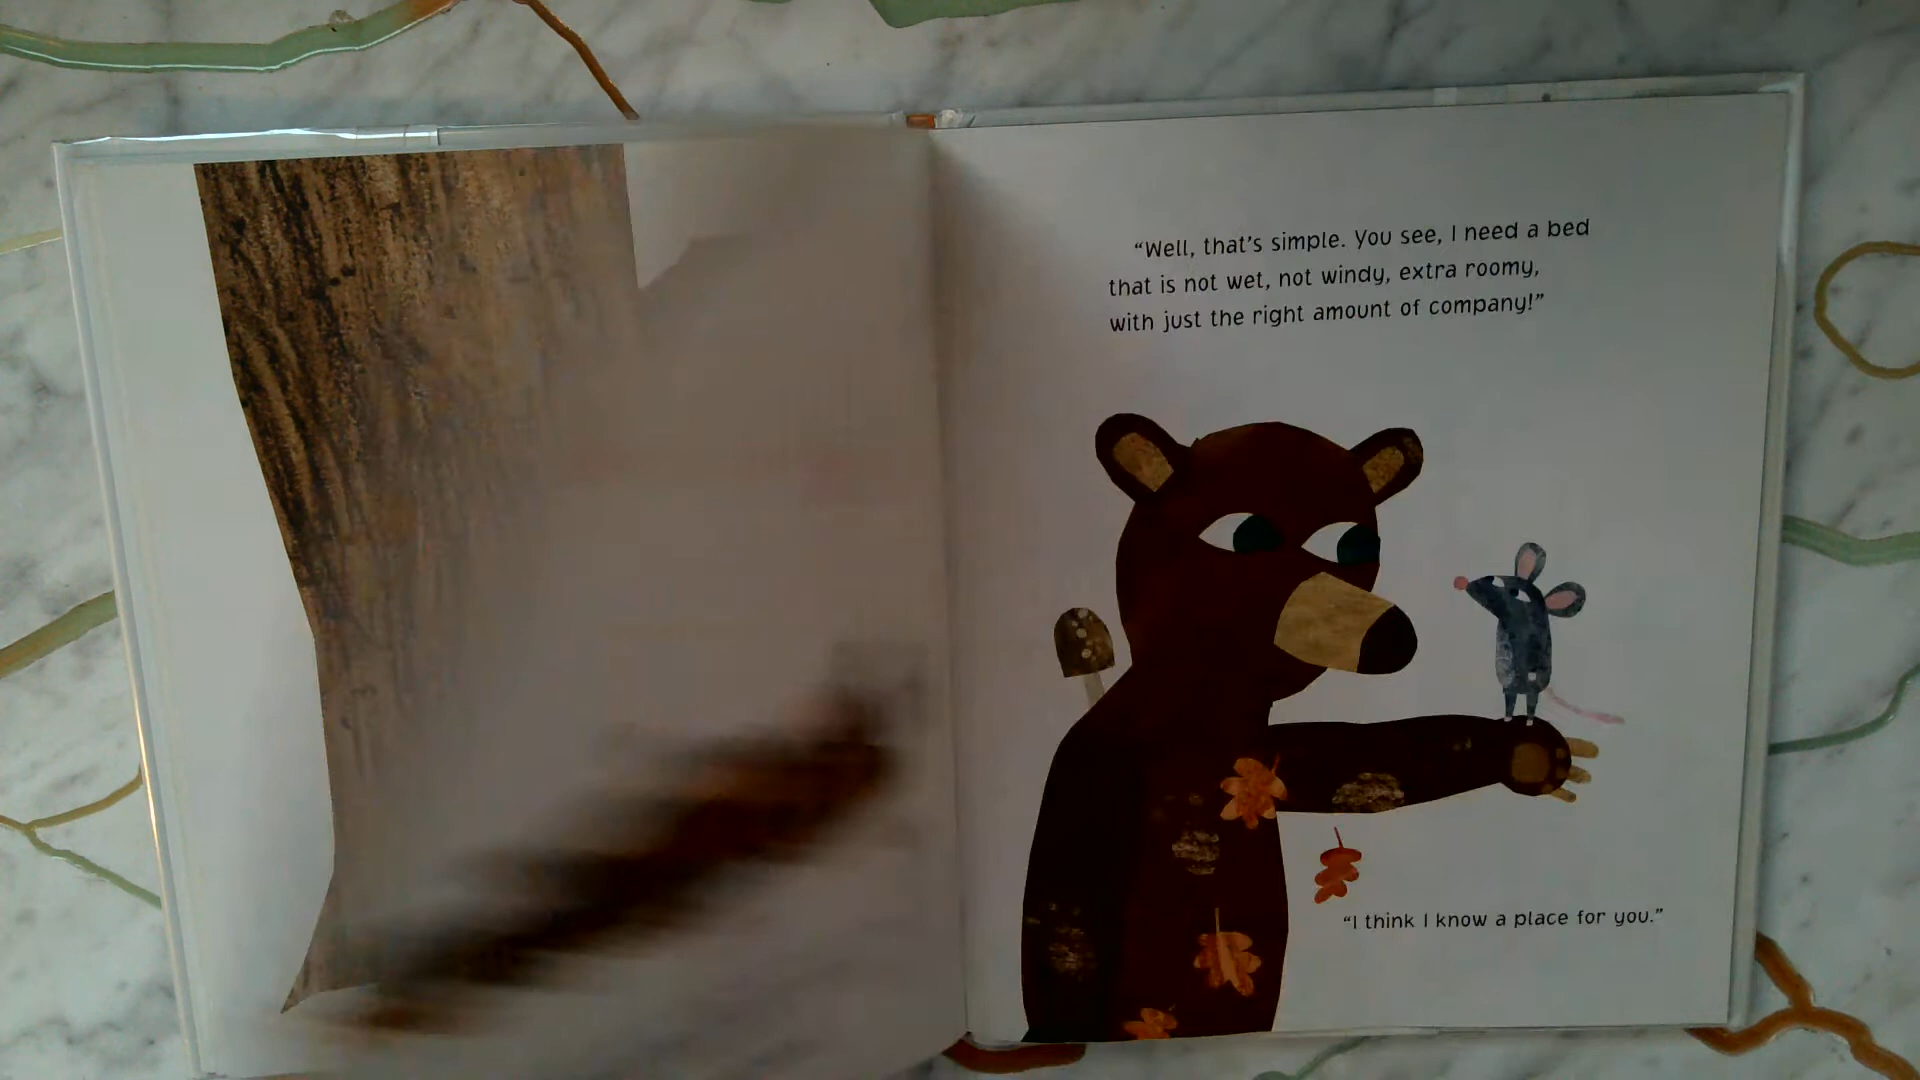 “Well, that’s simple. You see, I need a bed
that is not wet, not windy, extra roomy,
with just the right amount of company!”
“I think I know a place for you.”